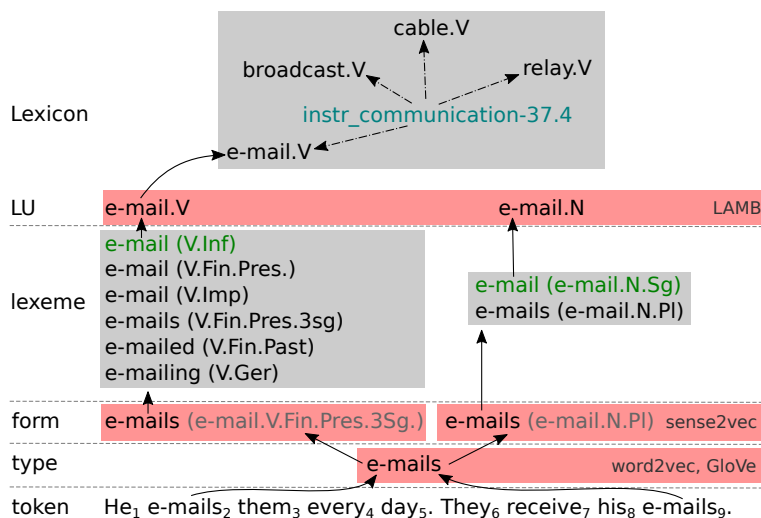 cable.V
broadcast.V relay.V
Lexicon instr_communication-37.4
e-mail.V
LU e-mail.V e-mail.N LAMB
e-mail (V.Inf)
e-mail (V.Fin.Pres.)
e-mail (V.Imp)
e-mails (V.Fin.Pres.3sg)
e-mailed (V.Fin.Past)
e-mailing (V.Ger)
lexeme
e-mail (e-mail.N.Sg)
e-mails (e-mail.N.Pl)
form e-mails (e-mail.V.Fin.Pres.3Sg.) e-mails (e-mail.N.Pl) sense2vec
type e-mails word2vec, GloVe
token He₁ e-mails₂ them₃ every₄ day₅. They₆ receive₇ his₈ e-mails₉.